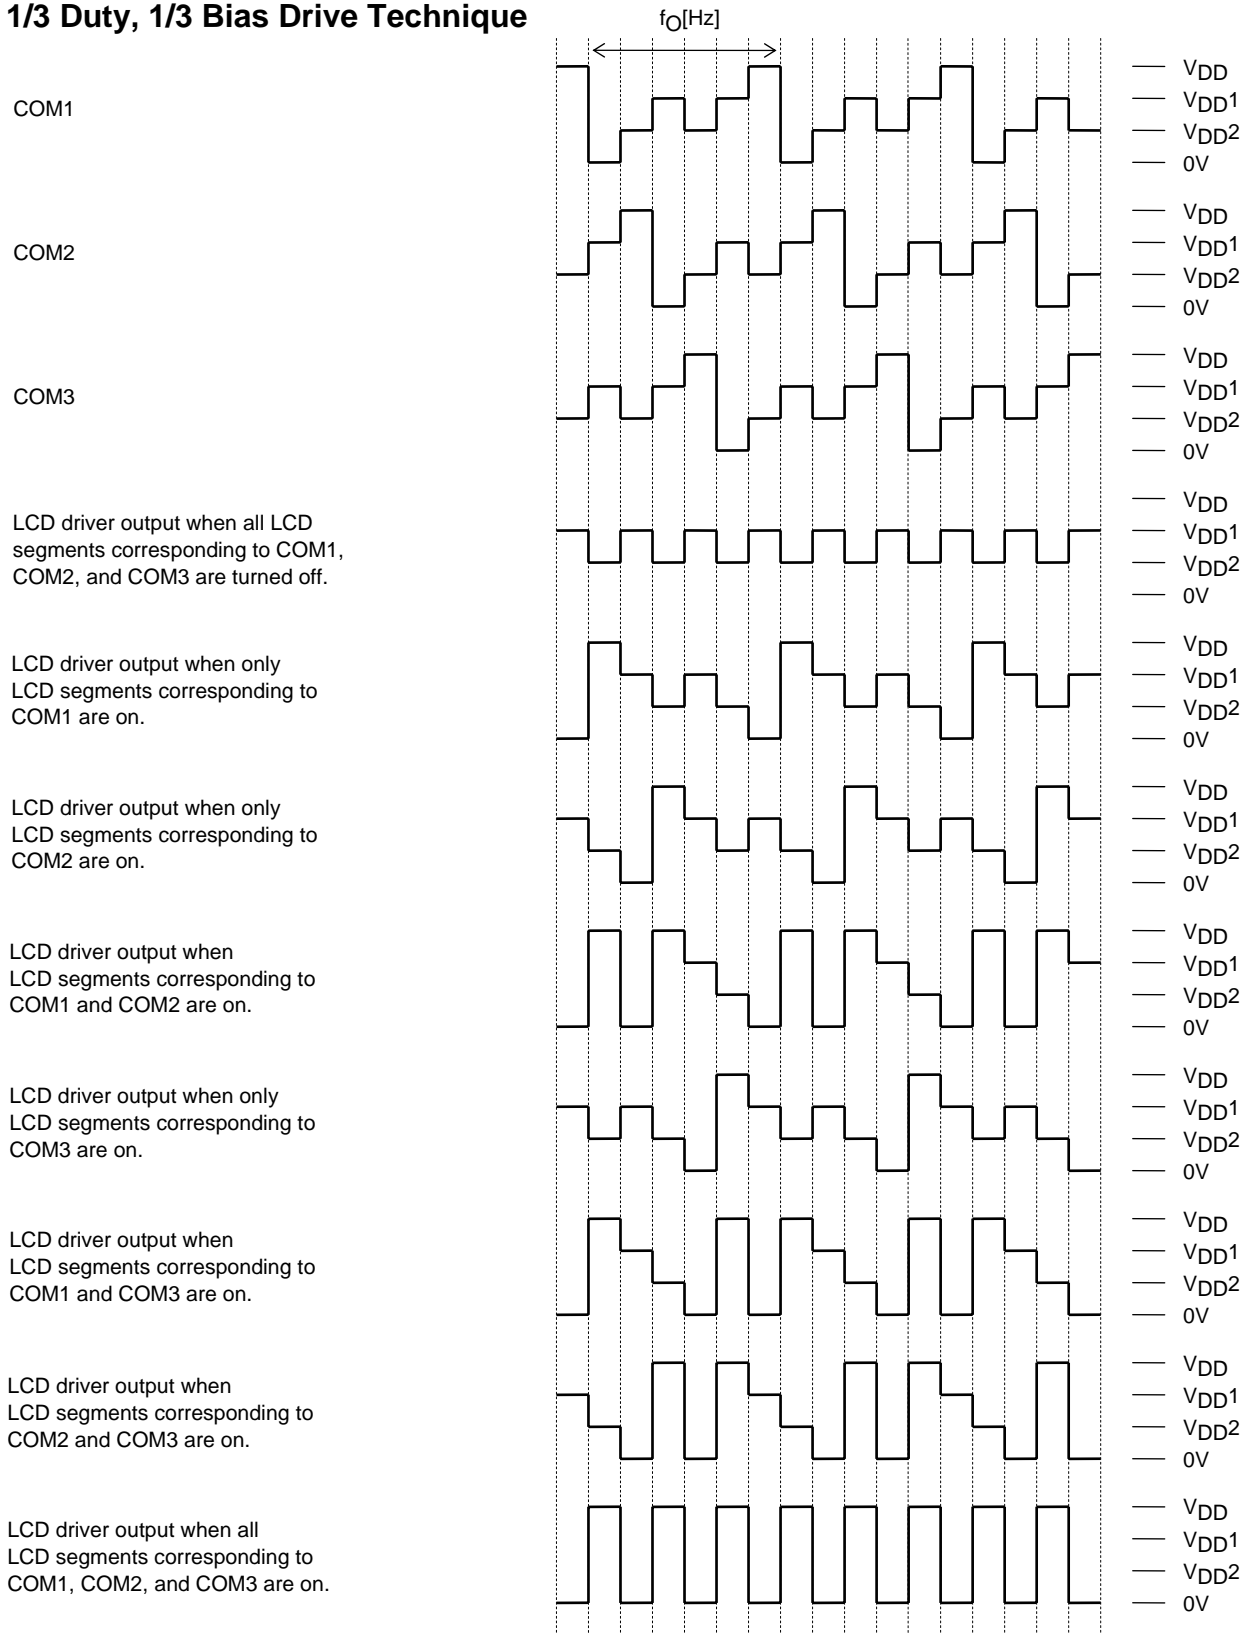 1/3 Duty, 1/3 Bias Drive Technique
fO[Hz]
COM1
VDD
VDD1
VDD2
0V
COM2
VDD
VDD1
VDD2
0V
COM3
VDD
VDD1
VDD2
0V
LCD driver output when all LCD
segments corresponding to COM1,
COM2, and COM3 are turned off.
VDD
VDD1
VDD2
0V
LCD driver output when only
LCD segments corresponding to
COM1 are on.
VDD
VDD1
VDD2
0V
LCD driver output when only
LCD segments corresponding to
COM2 are on.
VDD
VDD1
VDD2
0V
LCD driver output when
LCD segments corresponding to
COM1 and COM2 are on.
VDD
VDD1
VDD2
0V
LCD driver output when only
LCD segments corresponding to
COM3 are on.
VDD
VDD1
VDD2
0V
LCD driver output when
LCD segments corresponding to
COM1 and COM3 are on.
VDD
VDD1
VDD2
0V
LCD driver output when
LCD segments corresponding to
COM2 and COM3 are on.
VDD
VDD1
VDD2
0V
LCD driver output when all
LCD segments corresponding to
COM1, COM2, and COM3 are on.
VDD
VDD1
VDD2
0V